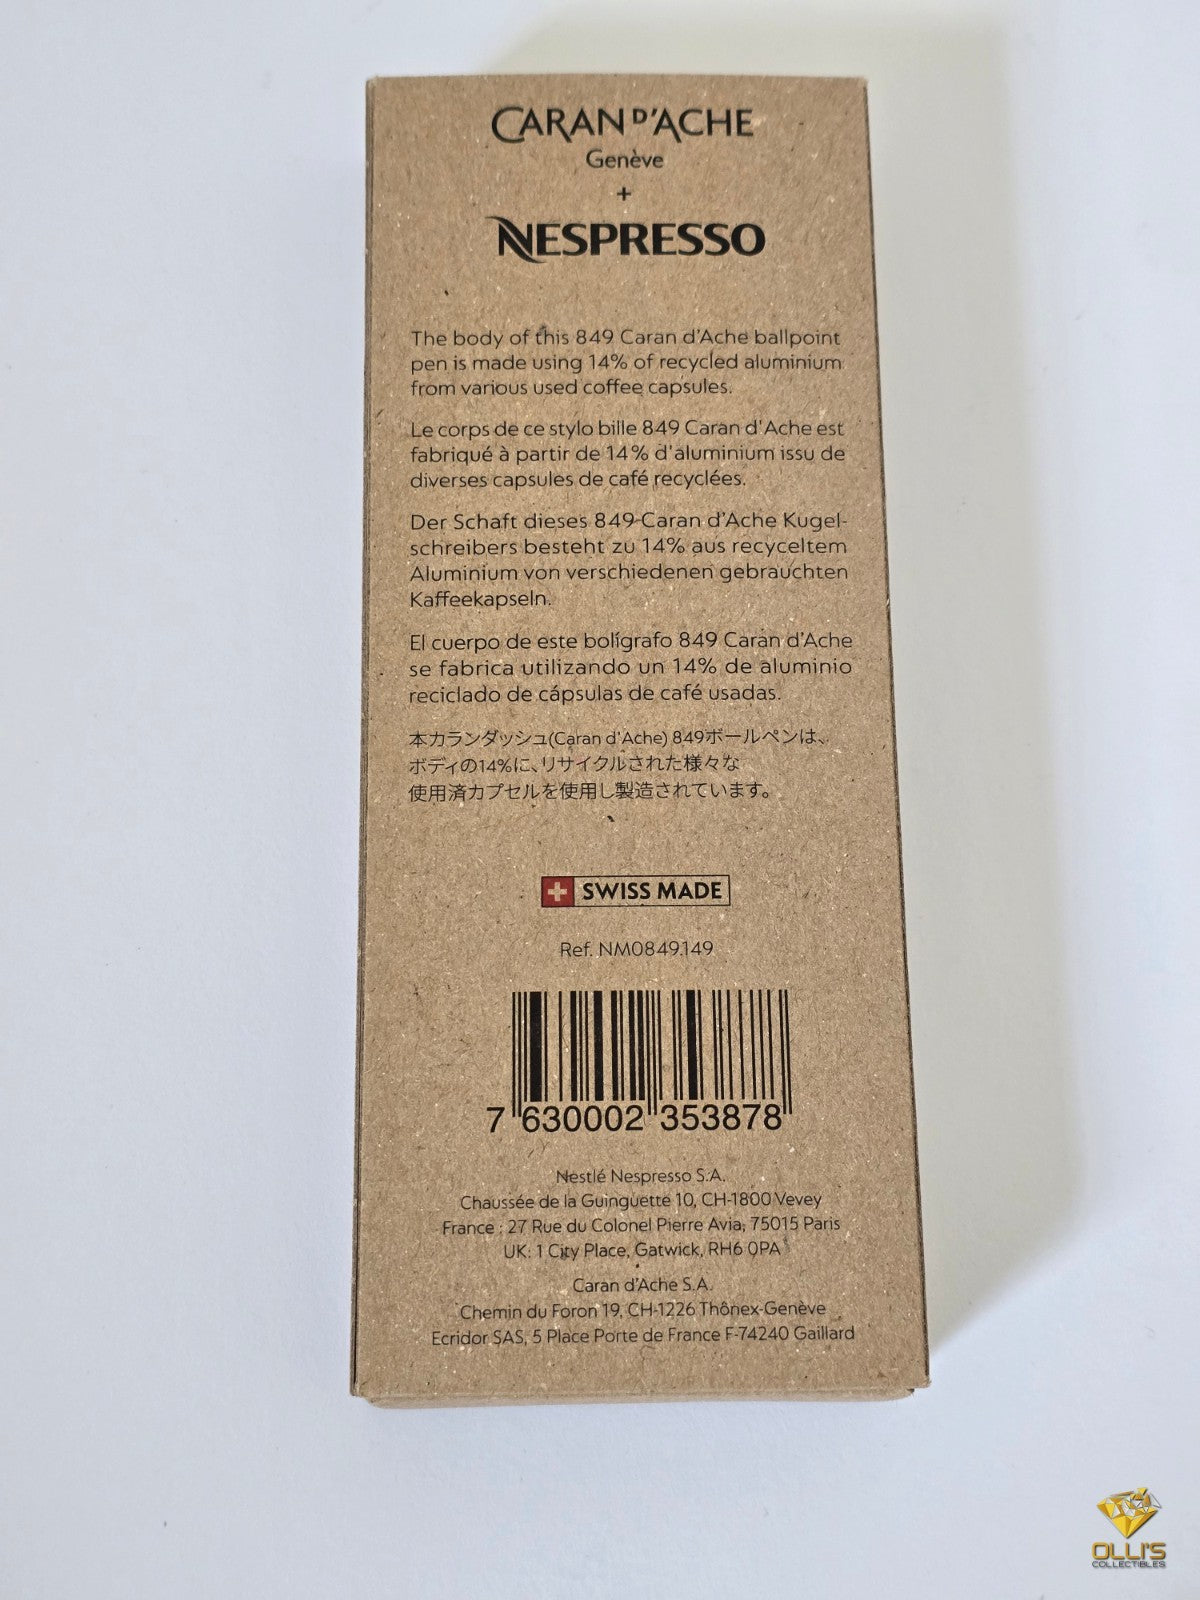 CARAN D'ACHE
Genève
+
NESPRESSO
The body of this 849 Caran d'Ache ballpoint
pen is made using 14% of recycled aluminium
from various used coffee capsules.
Le corps de ce stylo bille 849 Caran d'Ache est
fabriqué à partir de 14% d'aluminium issu de
diverses capsules de café recyclées.
Der Schaft dieses 849 Caran d'Ache Kugel-
schreibers besteht zu 14% aus recyceltem
Aluminium von verschiedenen gebrauchten
Kaffeekapseln.
El cuerpo de este bolígrafo 849 Caran d'Ache
se fabrica utilizando un 14% de aluminio
reciclado de cápsulas de café usadas.
本カランダッシュ(Caran d'Ache) 849ボールペンは、
ボディの14%に、リサイクルされた様々な
使用済カプセルを使用し製造されています。
SWISS MADE
Ref. NM0849.149
7 630002 353878
Nestlé Nespresso S.A.
Chaussée de la Guinguette 10, CH-1800 Vevey
France : 27 Rue du Colonel Pierre Avia, 75015 Paris
UK: 1 City Place, Gatwick, RH6 0PA
Caran d'Ache S.A.
Chemin du Foron 19, CH-1226 Thônex-Genève
Ecridor SAS, 5 Place Porte de France F-74240 Gaillard
OLLI'S
COLLECTIBLES